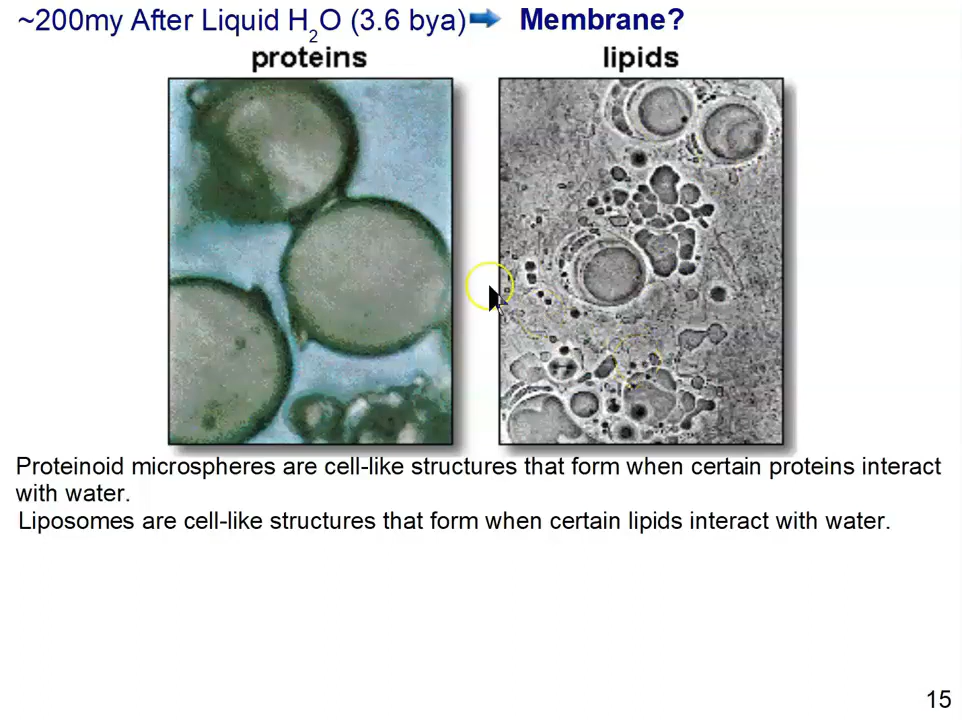 ~200my After Liquid H2O (3.6 bya) Membrane?
proteins lipids
Proteinoid microspheres are cell-like structures that form when certain proteins interact
with water.
Liposomes are cell-like structures that form when certain lipids interact with water.
15